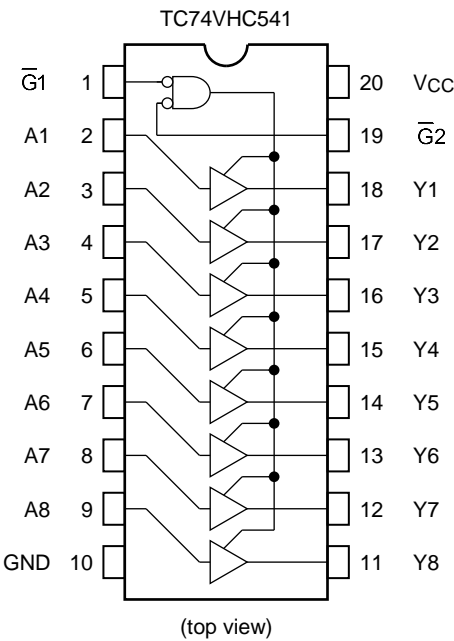 TC74VHC541
G̅1 1 20 VCC
A1 2 19 G̅2
A2 3 18 Y1
A3 4 17 Y2
A4 5 16 Y3
A5 6 15 Y4
A6 7 14 Y5
A7 8 13 Y6
A8 9 12 Y7
GND 10 11 Y8
(top view)